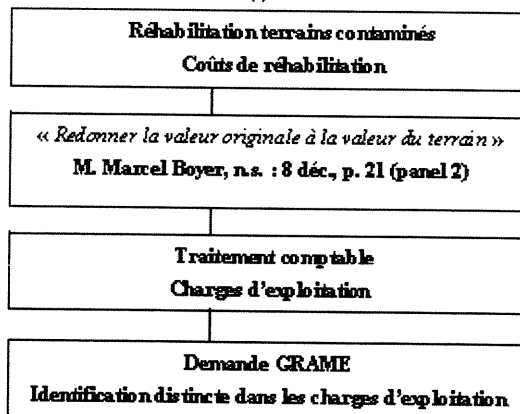 Réhabilitation terrains contaminés
Coûts de réhabilitation
« Redonner la valeur originale à la valeur du terrain »
M. Marcel Boyer, n.s. : 8 déc., p. 21 (panel 2)
Traitement comptable
Charges d'exploitation
Demande GRAME
Identification distincte dans les charges d'exploitation